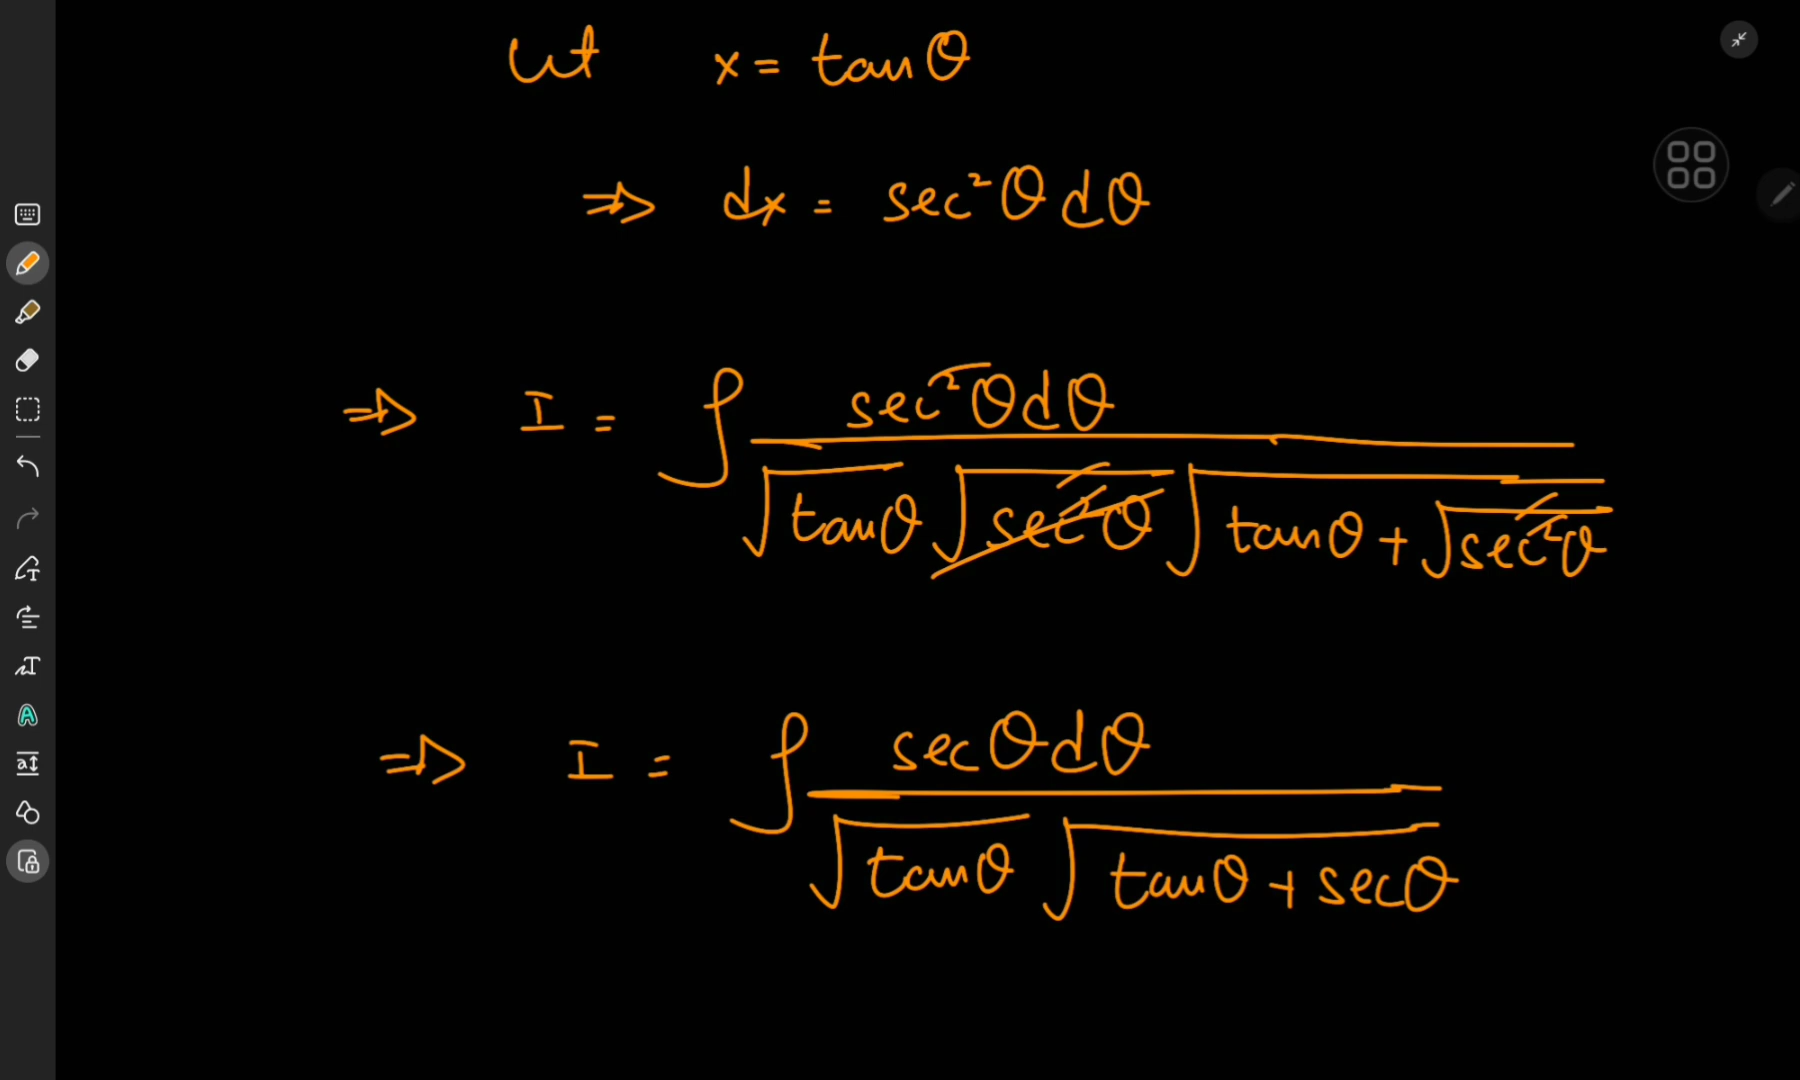 Let x = tanθ
⇒ dx = sec²θ dθ
⇒ I = ∫ sec²θ dθ / √tanθ √sec²θ √(tanθ + √sec²θ)
⇒ I = ∫ secθ dθ / √tanθ √(tanθ + secθ)